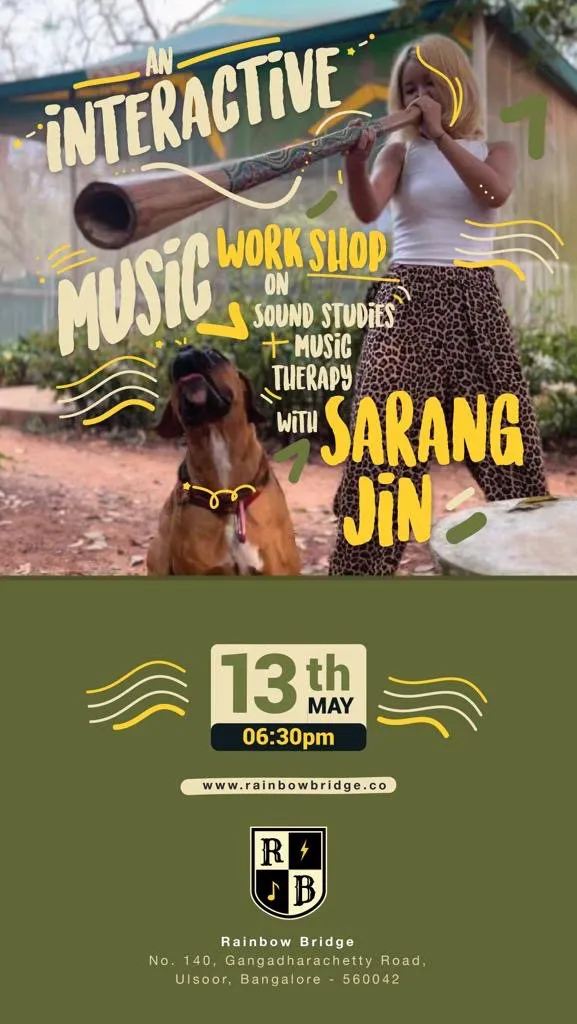 AN
iNTERACTiVE
MUSiC WORKSHOP
ON
SOUND STUDiES
+ MUSiC
THERAPY
WiTH SARANG
JiN
13th
MAY
06:30pm
www.rainbowbridge.co
R
B
Rainbow Bridge
No. 140, Gangadharachetty Road,
Ulsoor, Bangalore - 560042